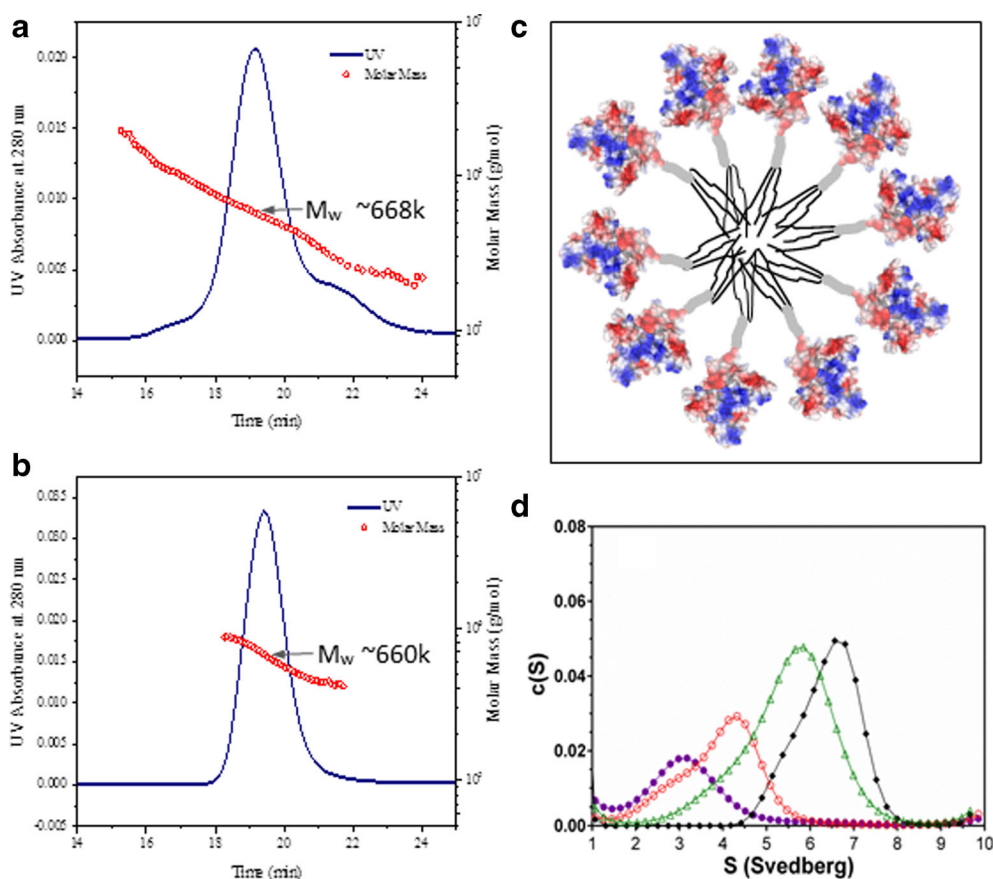 a
UV Absorbance at 280 nm
0.020
0.015
0.010
0.005
0.000
UV
Molar Mass
Mw ~668k
Molar Mass (g/mol)
14 16 18 20 22 24
Time (min)
b
UV Absorbance at 280 nm
0.035
0.030
0.025
0.020
0.015
0.010
0.005
0.000
-0.005
UV
Molar Mass
Mw ~660k
Molar Mass (g/mol)
14 16 18 20 22 24
Time (min)
c
d
c(S)
0.08
0.06
0.04
0.02
0.00
1 2 3 4 5 6 7 8 9 10
S (Svedberg)